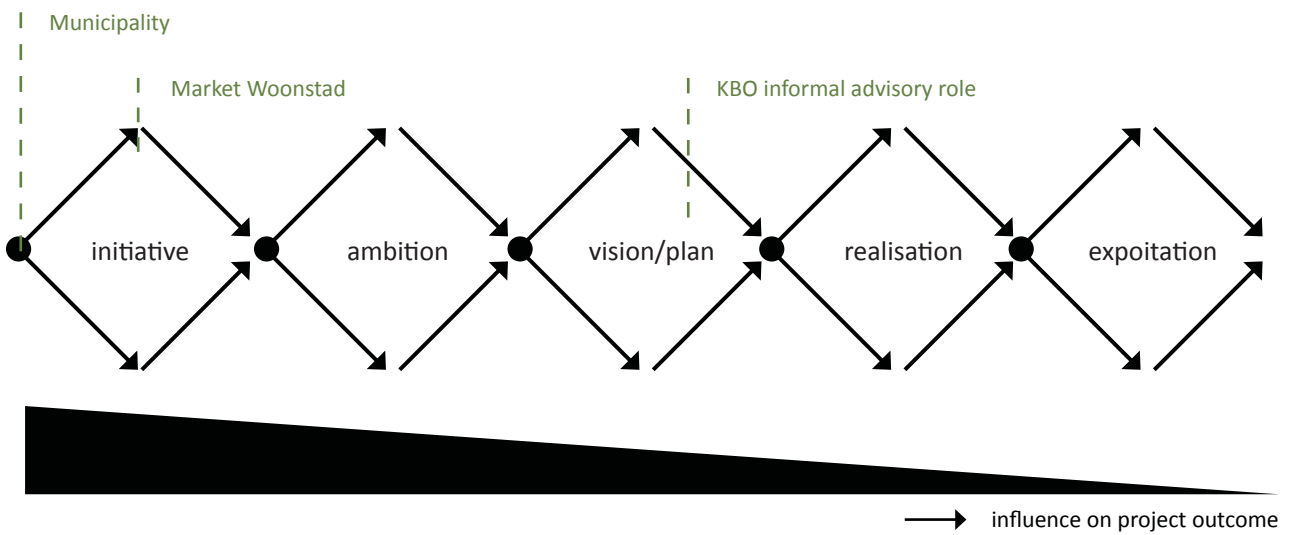 Municipality
Market Woonstad
KBO informal advisory role
initiative
ambition
vision/plan
realisation
expoitation
influence on project outcome